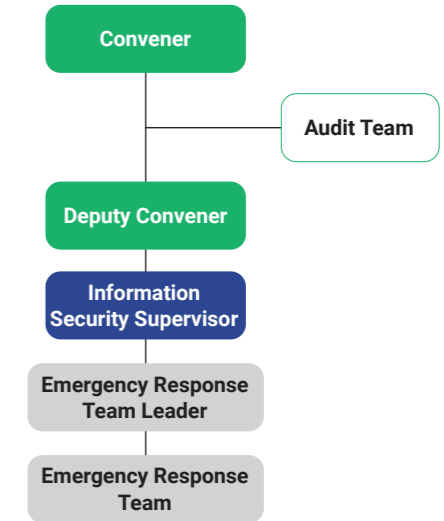 Convener
Audit Team
Deputy Convener
Information
Security Supervisor
Emergency Response
Team Leader
Emergency Response
Team